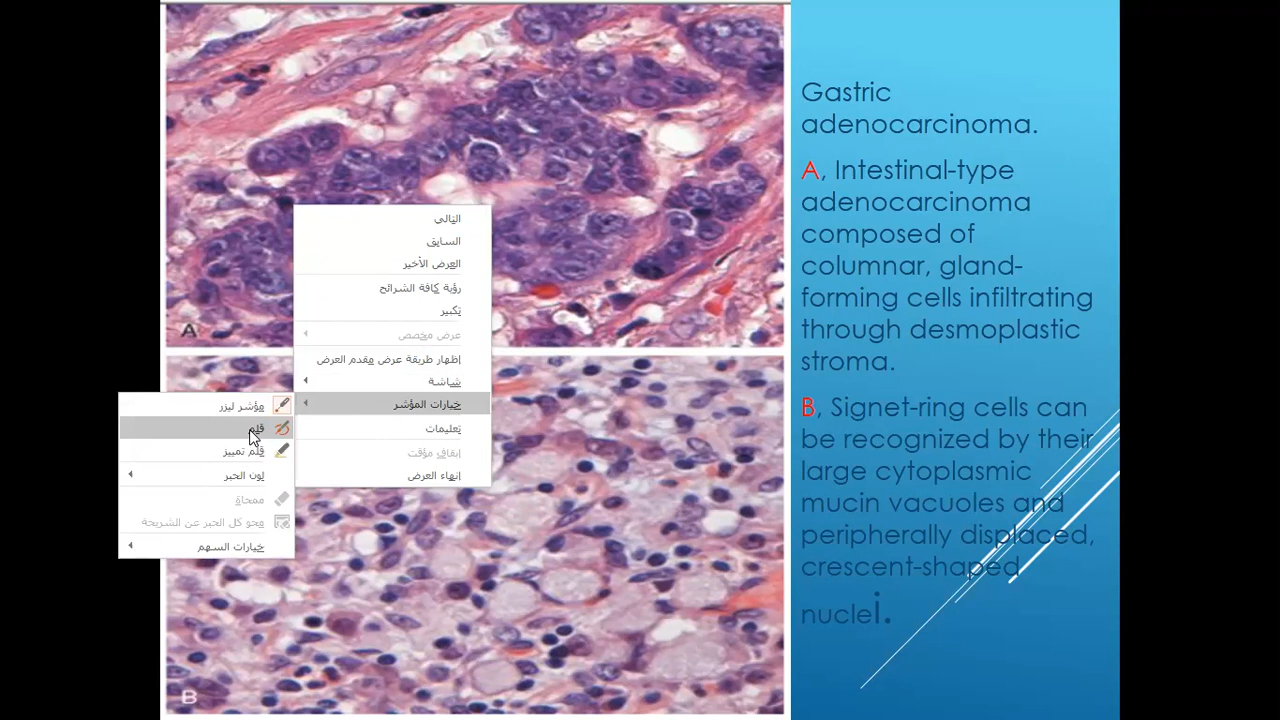 Gastric
adenocarcinoma.
A, Intestinal-type
adenocarcinoma
composed of
columnar, gland-
forming cells infiltrating
through desmoplastic
stroma.
B, Signet-ring cells can
be recognized by their
large cytoplasmic
mucin vacuoles and
peripherally displaced,
crescent-shaped
nuclei.
A
B
التالي
السابق
العرض الأخير
رؤية كافة الشرائح
تكبير
عرض مخصص
إظهار طريقة عرض مقدم العرض
شاشة
خيارات المؤشر
تعليمات
إيقاف مؤقت
إنهاء العرض
مؤشر ليزر
قلم
قلم تمييز
لون الحبر
ممحاة
محو كل الحبر عن الشريحة
خيارات السهم